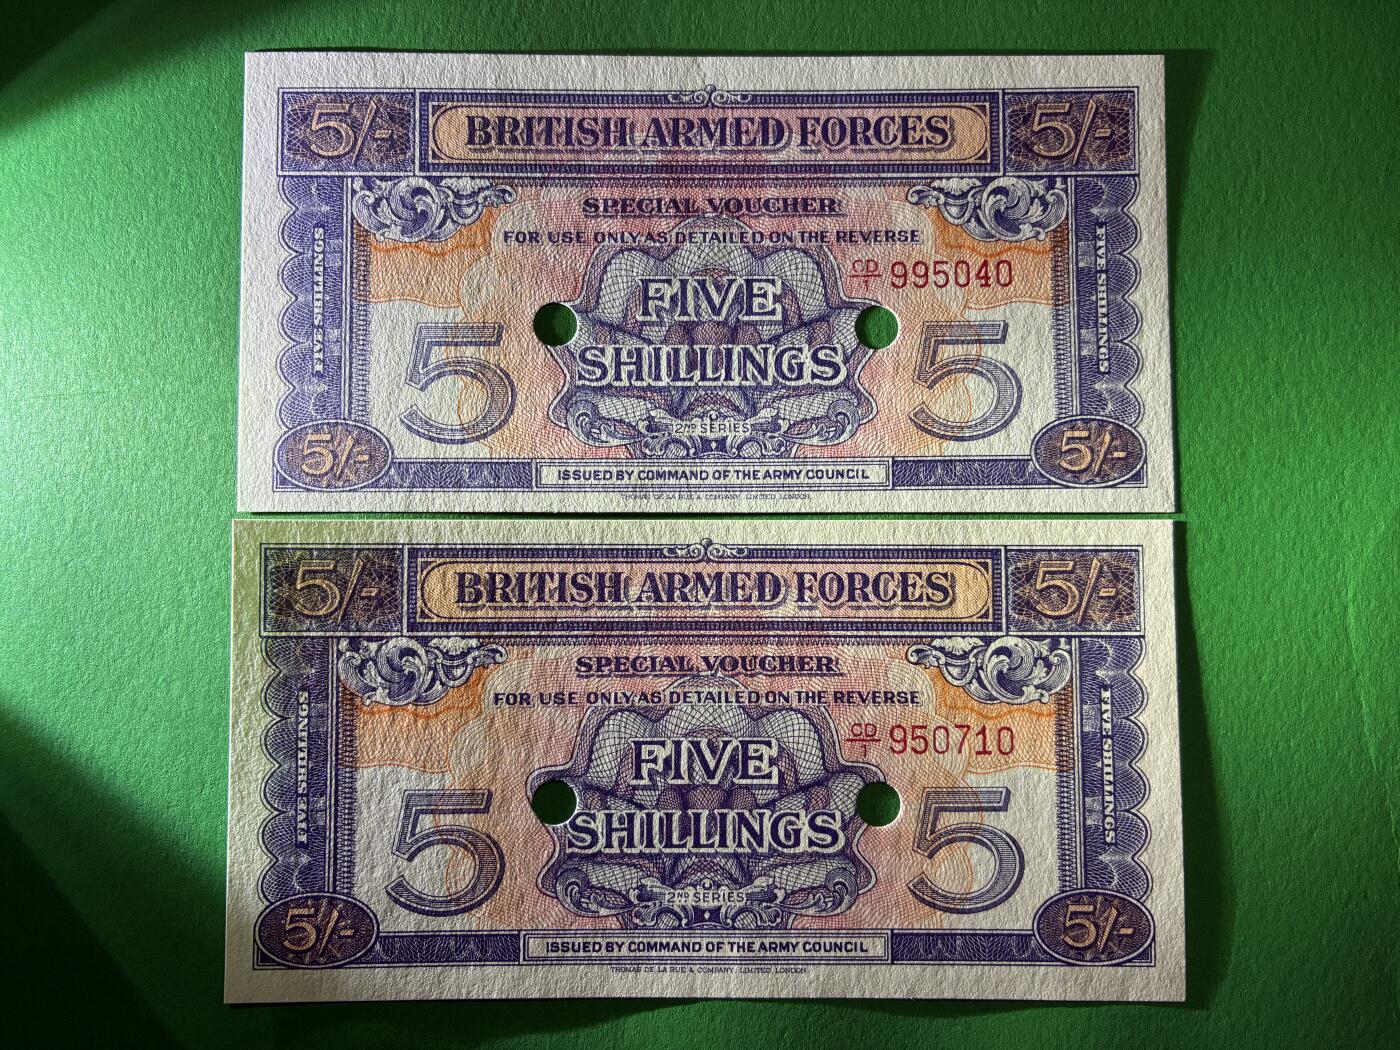 5/-
BRITISH ARMED FORCES
5/-
SPECIAL VOUCHER
FOR USE ONLY AS DETAILED ON THE REVERSE
CD/1 995040
FIVE SHILLINGS
FIVE SHILLINGS
5
FIVE
SHILLINGS
5
2ND SERIES
5/-
ISSUED BY COMMAND OF THE ARMY COUNCIL
5/-
THOMAS DE LA RUE & COMPANY, LIMITED, LONDON.
5/-
BRITISH ARMED FORCES
5/-
SPECIAL VOUCHER
FOR USE ONLY AS DETAILED ON THE REVERSE
CD/1 950710
FIVE SHILLINGS
FIVE SHILLINGS
5
FIVE
SHILLINGS
5
2ND SERIES
5/-
ISSUED BY COMMAND OF THE ARMY COUNCIL
5/-
THOMAS DE LA RUE & COMPANY, LIMITED, LONDON.